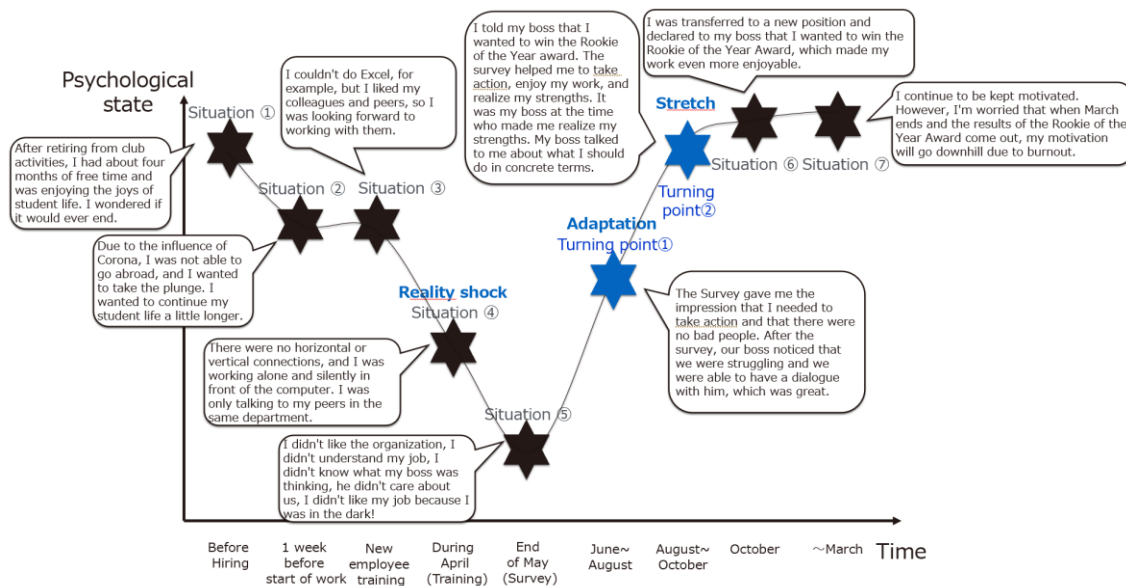 Psychological
state
Situation ①
After retiring from club
activities, I had about four
months of free time and
was enjoying the joys of
student life. I wondered if
it would ever end.
Situation ②
Due to the influence of
Corona, I was not able to
go abroad, and I wanted
to take the plunge. I
wanted to continue my
student life a little longer.
I couldn't do Excel, for
example, but I liked my
colleagues and peers, so I
was looking forward to
working with them.
Situation ③
Reality shock
Situation ④
There were no horizontal or
vertical connections, and I was
working alone and silently in
front of the computer. I was
only talking to my peers in the
same department.
Situation ⑤
I didn't like the organization, I
didn't understand my job, I
didn't know what my boss was
thinking, he didn't care about
us, I didn't like my job because I
was in the dark!
Adaptation
Turning point①
The Survey gave me the
impression that I needed to
take action and that there were
no bad people. After the
survey, our boss noticed that
we were struggling and we
were able to have a dialogue
with him, which was great.
I told my boss that I
wanted to win the Rookie
of the Year award. The
survey helped me to take
action, enjoy my work, and
realize my strengths. It
was my boss at the time
who made me realize my
strengths. My boss talked
to me about what I should
do in concrete terms.
Stretch
Turning
point②
I was transferred to a new position and
declared to my boss that I wanted to win the
Rookie of the Year Award, which made my
work even more enjoyable.
Situation ⑥
Situation ⑦
I continue to be kept motivated.
However, I'm worried that when March
ends and the results of the Rookie of the
Year Award come out, my motivation
will go downhill due to burnout.
Before
Hiring
1 week
before
start of work
New
employee
training
During
April
(Training)
End
of May
(Survey)
June~
August
August~
October
October
～March
Time